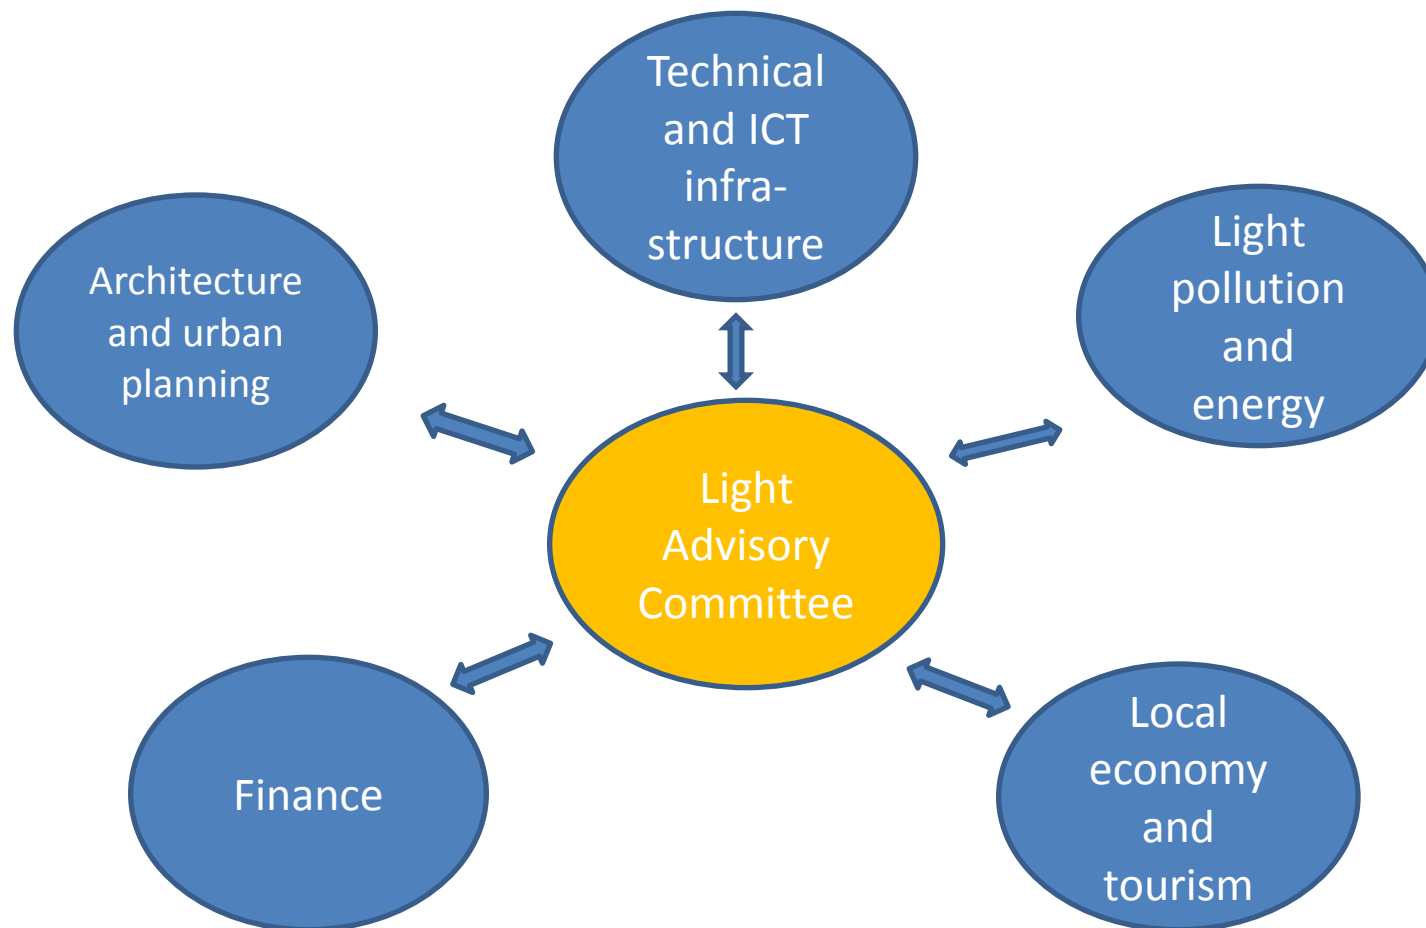 Technical
and ICT
infra-
structure
Architecture
and urban
planning
Light
pollution
and
energy
Light
Advisory
Committee
Finance
Local
economy
and
tourism